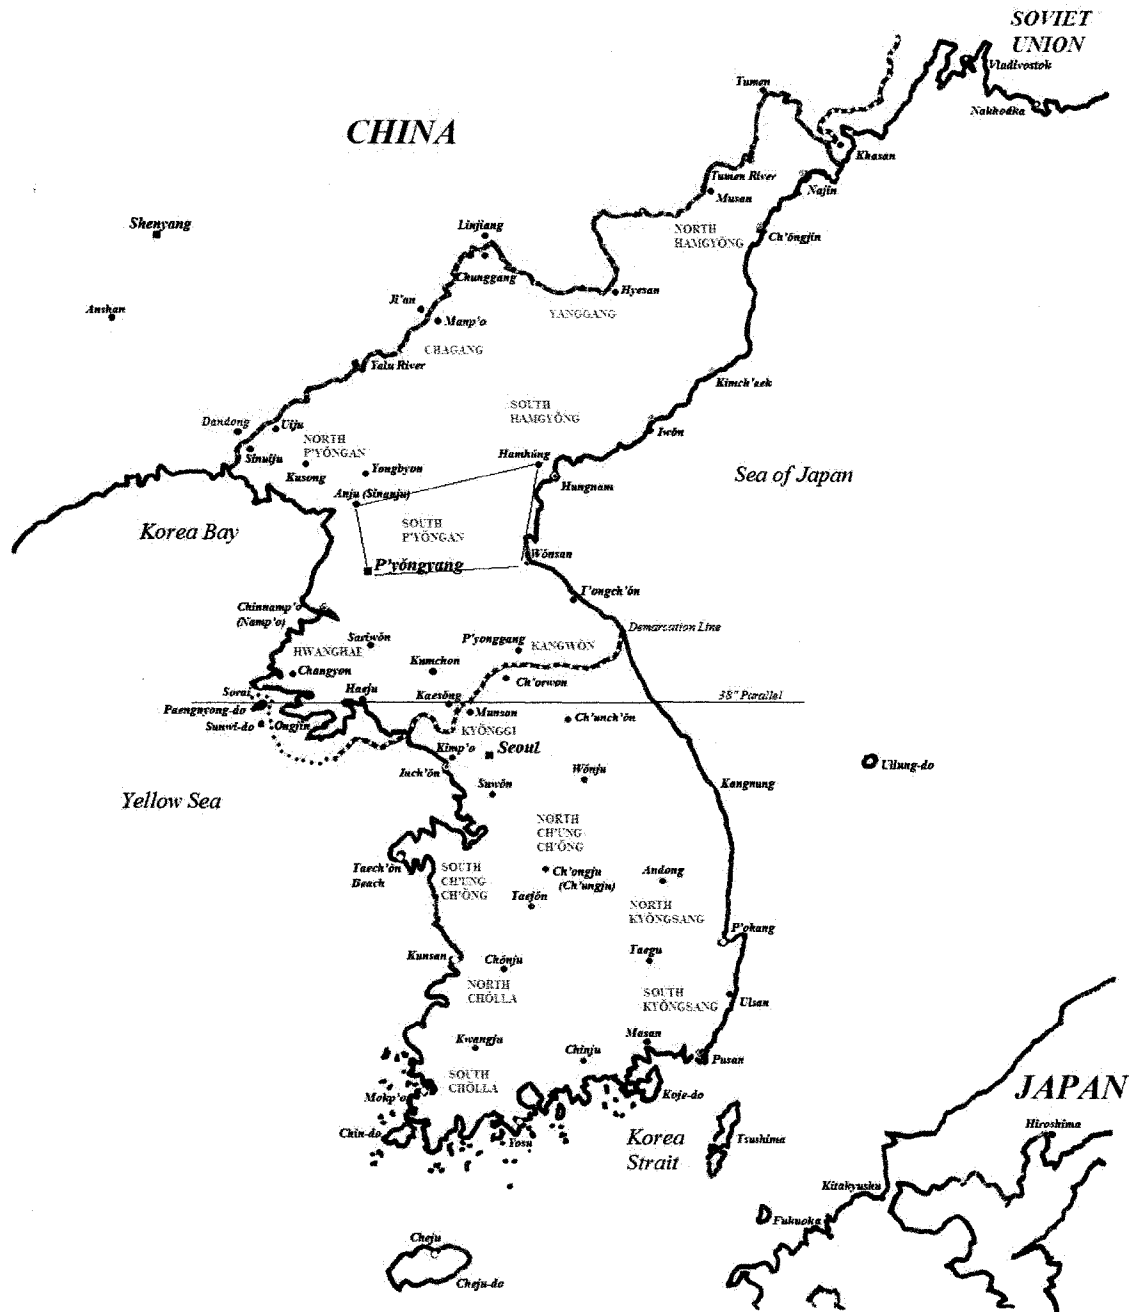 SOVIET
UNION
Vladivostok
Nakhodka
Tumen
CHINA
Khasan
Tumen River
Najin
Musan
Shenyang
Linjiang
NORTH
HAMGYŎNG
Ch'ŏngjin
Chunggang
Hyesan
Ji'an
Anshan
Manp'o
YANGGANG
CHAGANG
Yalu River
Kimch'aek
SOUTH
HAMGYŎNG
Dandong
Uiju
Iwŏn
NORTH
P'YŎNGAN
Sinuiju
Hamhŭng
Kusong
Yongbyon
Sea of Japan
Hungnam
Anju (Sinanju)
Korea Bay
SOUTH
P'YŎNGAN
Wŏnsan
P'yŏngyang
T'ongch'ŏn
Chinnamp'o
(Namp'o)
Demarcation Line
Sariwŏn
P'yonggang
KANGWŎN
HWANGHAE
Kumchon
Changyon
Ch'orwon
Sorai
Haeju
Kaesŏng
38" Parallel
Paengnyong-do
Munson
Sunwi-do
Ongjin
Ch'unch'ŏn
KYŎNGGI
Kimp'o
Seoul
Ullung-do
Inch'ŏn
Wŏnju
Suwŏn
Kangnung
Yellow Sea
NORTH
CH'UNG
CH'ŎNG
Taech'ŏn
Beach
SOUTH
CH'UNG
CH'ŎNG
Ch'ongju
(Ch'ungju)
Andong
Taejŏn
NORTH
KYŎNGSANG
P'ohang
Kunsan
Chŏnju
Taegu
NORTH
CHŎLLA
SOUTH
KYŎNGSANG
Ulsan
Kwangju
Masan
Chinju
Pusan
SOUTH
CHŎLLA
Mokp'o
Koje-do
JAPAN
Hiroshima
Chin-do
Yosu
Korea
Strait
Tsushima
Kitakyushu
Fukuoka
Cheju
Cheju-do